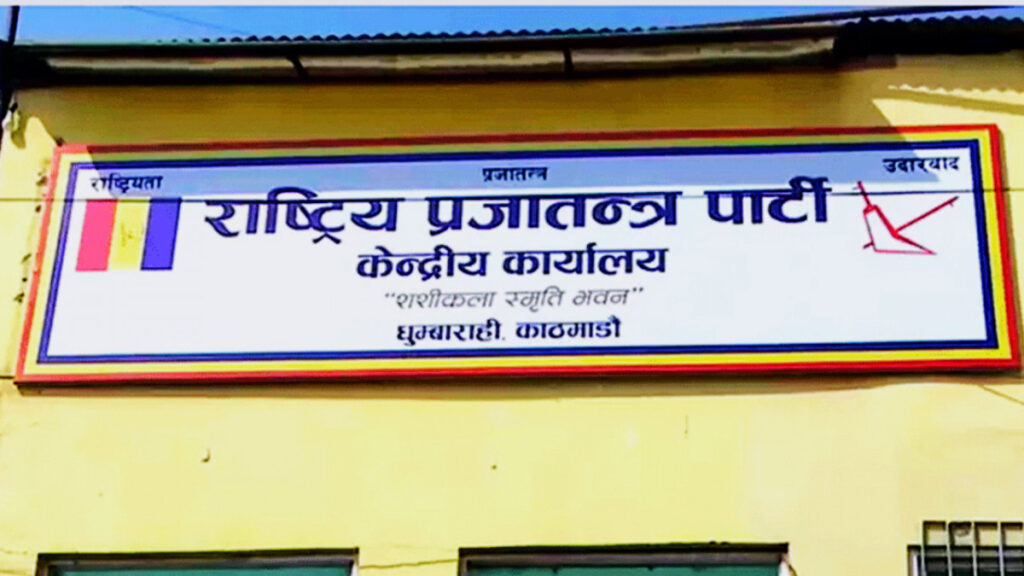 राष्ट्रियता प्रजातन्त्र उदारवाद
राष्ट्रिय प्रजातन्त्र पार्टी
केन्द्रीय कार्यालय
"शशीकला स्मृति भवन"
धुम्बाराही, काठमाडौ